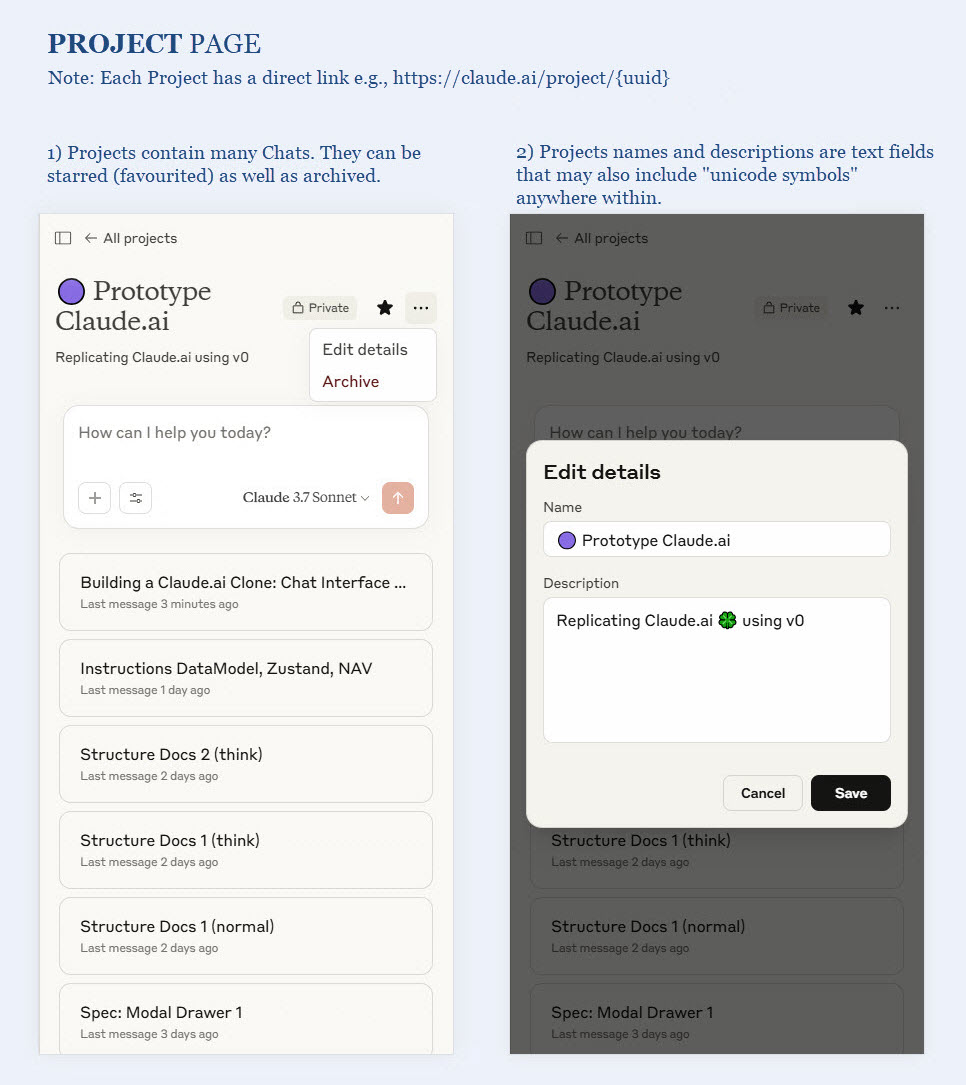 PROJECT PAGE
Note: Each Project has a direct link e.g., https://claude.ai/project/{uuid}
1) Projects contain many Chats. They can be
starred (favourited) as well as archived.
← All projects
🟣 Prototype
Claude.ai
Private
★
...
Edit details
Archive
Replicating Claude.ai using v0
How can I help you today?
Claude 3.7 Sonnet
Building a Claude.ai Clone: Chat Interface ...
Last message 3 minutes ago
Instructions DataModel, Zustand, NAV
Last message 1 day ago
Structure Docs 2 (think)
Last message 2 days ago
Structure Docs 1 (think)
Last message 2 days ago
Structure Docs 1 (normal)
Last message 2 days ago
Spec: Modal Drawer 1
Last message 3 days ago
2) Projects names and descriptions are text fields
that may also include "unicode symbols"
anywhere within.
← All projects
🟣 Prototype
Claude.ai
Private
★
...
Replicating Claude.ai using v0
How can I help you today?
Edit details
Name
🟣 Prototype Claude.ai
Description
Replicating Claude.ai 🍀 using v0
Cancel
Save
Structure Docs 1 (think)
Last message 2 days ago
Structure Docs 1 (normal)
Last message 2 days ago
Spec: Modal Drawer 1
Last message 3 days ago